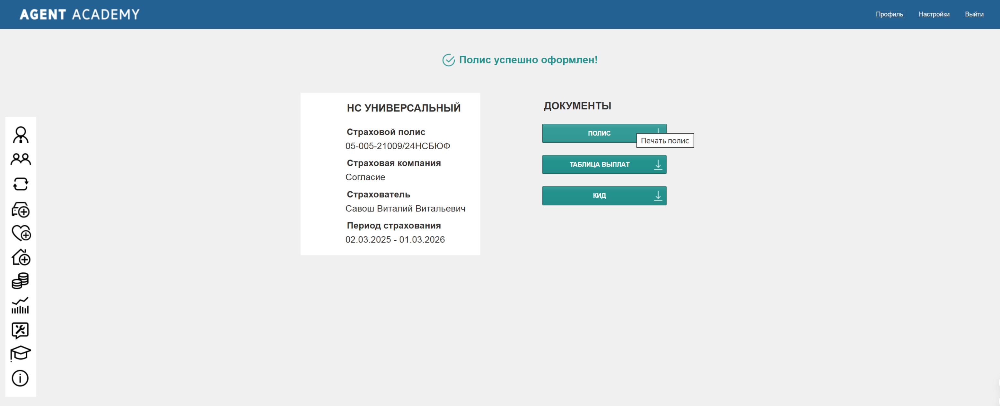 AGENT ACADEMY
Профиль Настройки Выйти
Полис успешно оформлен!
НС УНИВЕРСАЛЬНЫЙ
Страховой полис
05-005-21009/24НСБЮФ
Страховая компания
Согласие
Страхователь
Савош Виталий Витальевич
Период страхования
02.03.2025 - 01.03.2026
ДОКУМЕНТЫ
ПОЛИС
Печать полис
ТАБЛИЦА ВЫПЛАТ
КИД